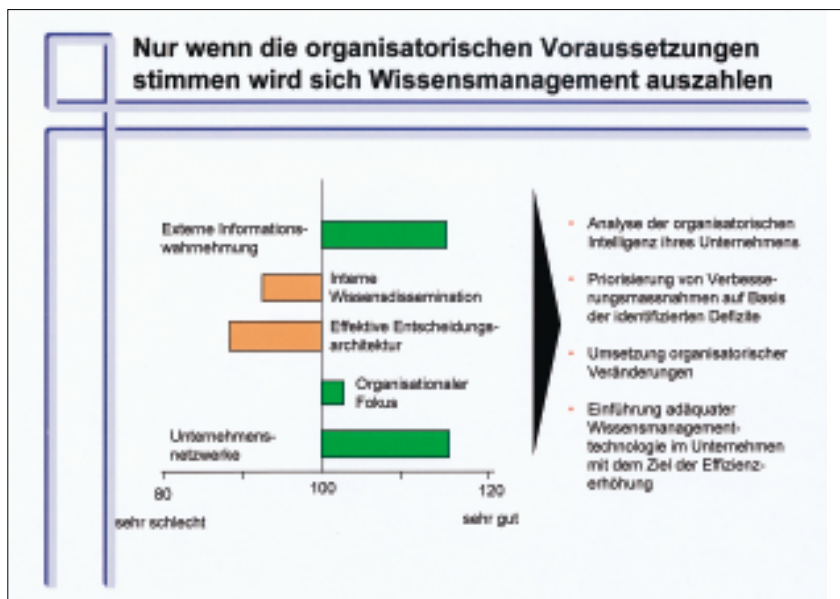 Nur wenn die organisatorischen Voraussetzungen
stimmen wird sich Wissensmanagement auszahlen
Externe Informations-
wahrnehmung
Interne
Wissensdissemination
Effektive Entscheidungs-
architektur
Organisationaler
Fokus
Unternehmens-
netzwerke
80
100
120
sehr schlecht
sehr gut
- Analyse der organisatorischen
Intelligenz ihres Unternehmens
- Priorisierung von Verbesse-
rungsmassnahmen auf Basis
der identifizierten Defizite
- Umsetzung organisatorischer
Veränderungen
- Einführung adäquater
Wissensmanagement-
technologie im Unternehmen
mit dem Ziel der Effizienz-
erhöhung